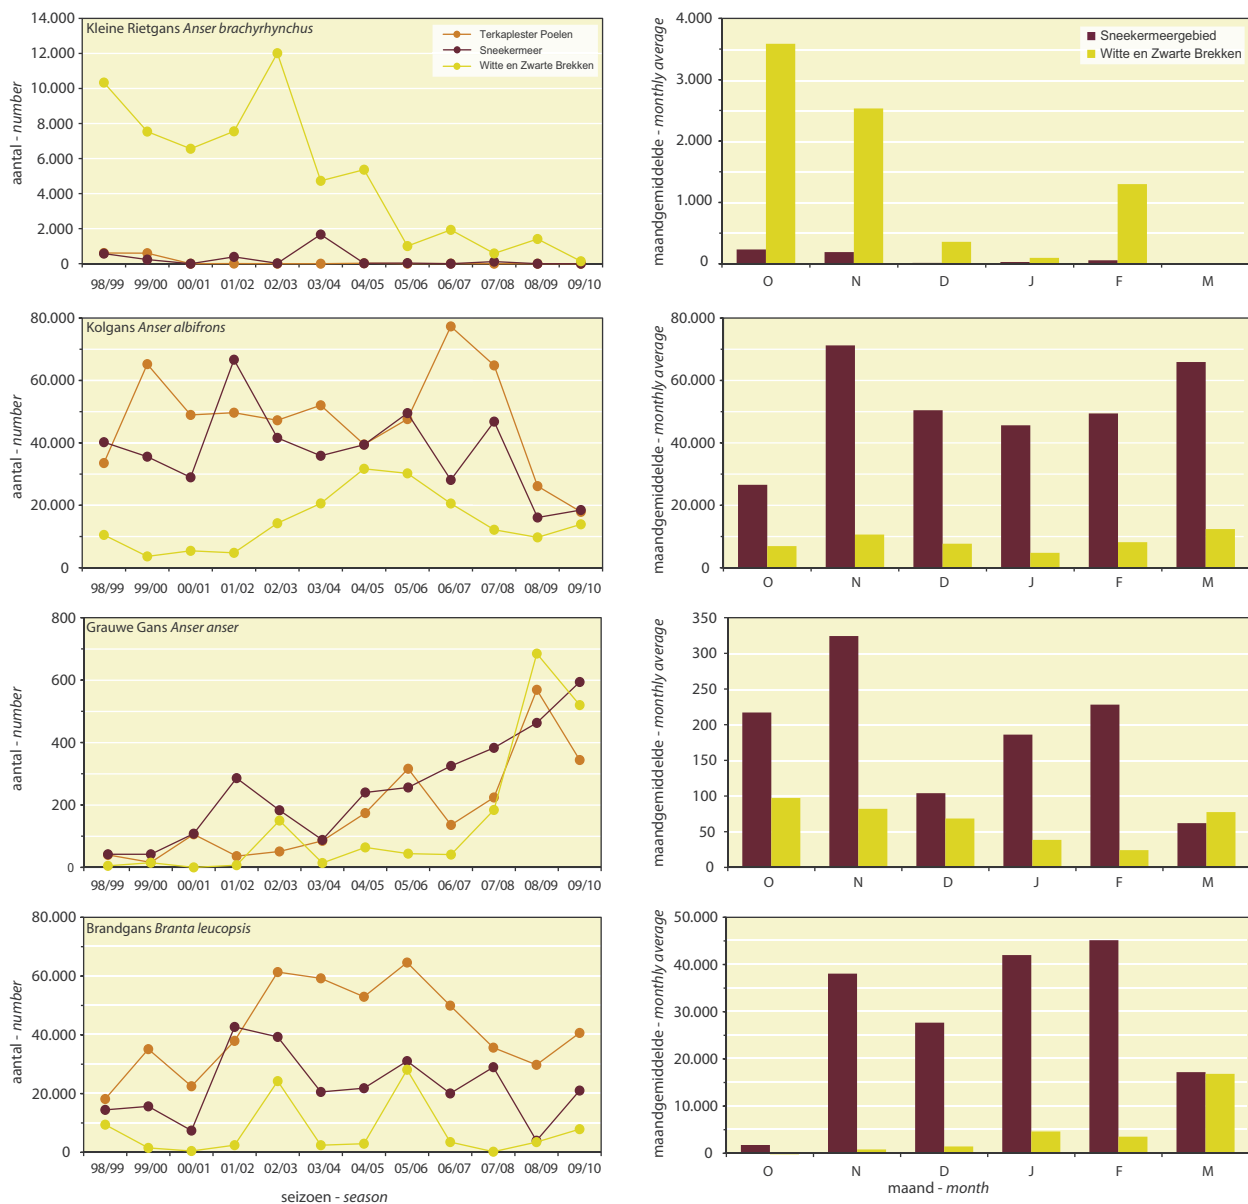 Kleine Rietgans Anser brachyrhynchus
Terkaplester Poelen
Sneekermeer
Witte en Zwarte Brekken
aantal - number
14.000
12.000
10.000
8.000
6.000
4.000
2.000
0
98/99 99/00 00/01 01/02 02/03 03/04 04/05 05/06 06/07 07/08 08/09 09/10
Sneekermeergebied
Witte en Zwarte Brekken
maandgemiddelde - monthly average
4.000
3.000
2.000
1.000
0
O N D J F M
Kolgans Anser albifrons
aantal - number
80.000
60.000
40.000
20.000
0
98/99 99/00 00/01 01/02 02/03 03/04 04/05 05/06 06/07 07/08 08/09 09/10
maandgemiddelde - monthly average
80.000
60.000
40.000
20.000
0
O N D J F M
Grauwe Gans Anser anser
aantal - number
800
600
400
200
0
98/99 99/00 00/01 01/02 02/03 03/04 04/05 05/06 06/07 07/08 08/09 09/10
maandgemiddelde - monthly average
350
300
250
200
150
100
50
0
O N D J F M
Brandgans Branta leucopsis
aantal - number
80.000
60.000
40.000
20.000
0
98/99 99/00 00/01 01/02 02/03 03/04 04/05 05/06 06/07 07/08 08/09 09/10
seizoen - season
maandgemiddelde - monthly average
50.000
40.000
30.000
20.000
10.000
0
O N D J F M
maand - month